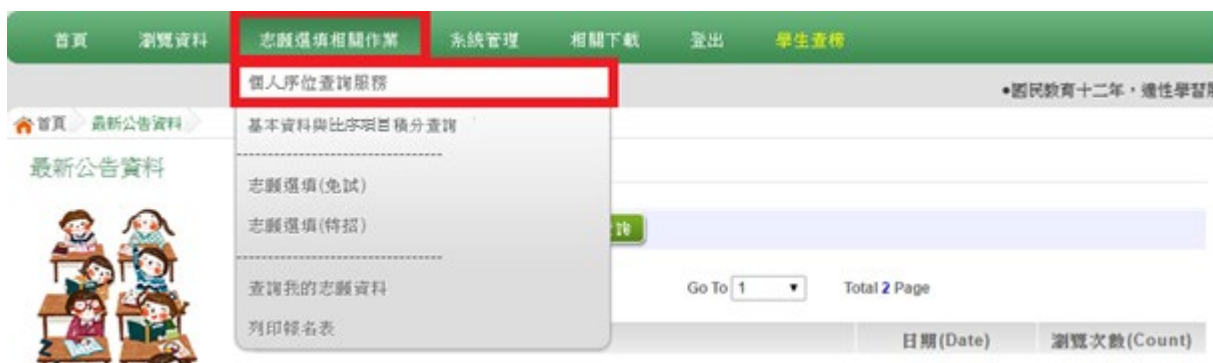 首頁 瀏覽資料 志願選填相關作業 系統管理 相關下載 登出 學生查榜
個人序位查詢服務
•國民教育十二年，適性學習
首頁 最新公告資料
基本資料與比序項目積分查詢
最新公告資料
志願選填(免試)
志願選填(特招)
查詢我的志願資料
Go To 1 Total 2 Page
列印報名表
日期(Date) 瀏覽次數(Count)